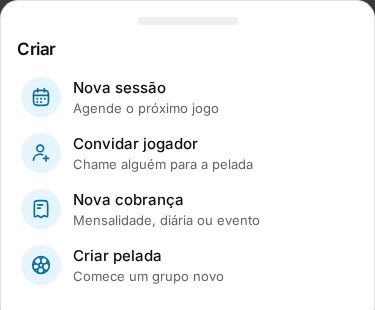 Criar
Nova sessão
Agende o próximo jogo
Convidar jogador
Chame alguém para a pelada
Nova cobrança
Mensalidade, diária ou evento
Criar pelada
Comece um grupo novo